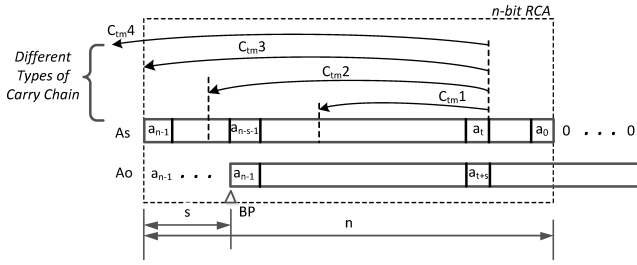 n-bit RCA
Ctm4
Different
Types of
Carry Chain
Ctm3
Ctm2
Ctm1
As an-1 an-s-1 at a0 0 . . . 0
Ao an-1 . . . an-1 at+s
s BP
n